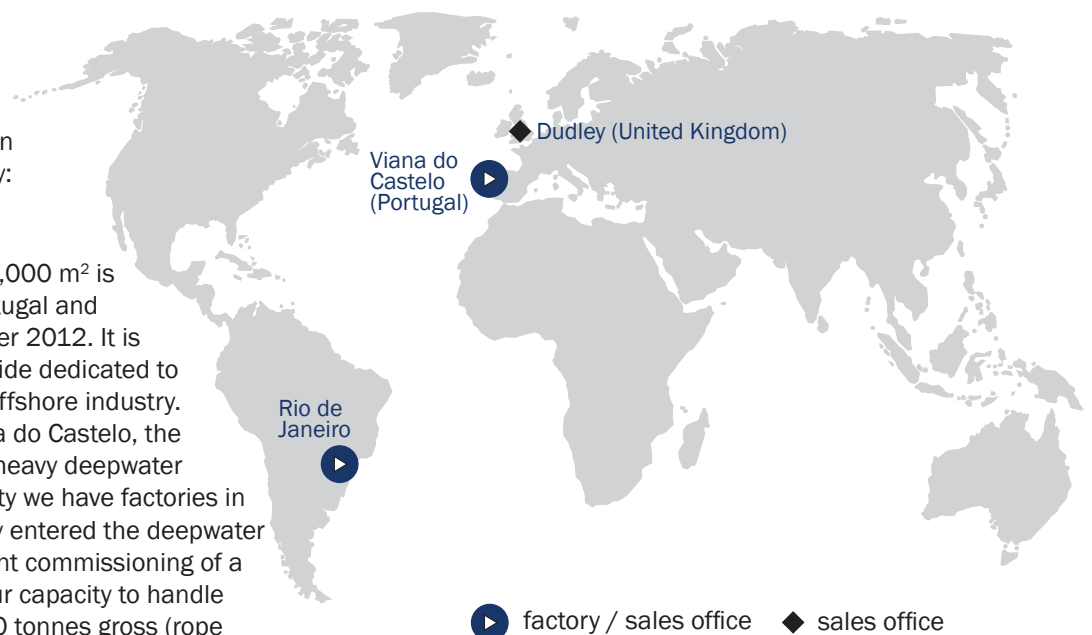 n
y:
,000 m² is
tugal and
er 2012. It is
ide dedicated to
ffshore industry.
a do Castelo, the
heavy deepwater
ty we have factories in
y entered the deepwater
nt commissioning of a
ur capacity to handle
0 tonnes gross (rope
Dudley (United Kingdom)
Viana do
Castelo
(Portugal)
Rio de
Janeiro
factory / sales office
sales office